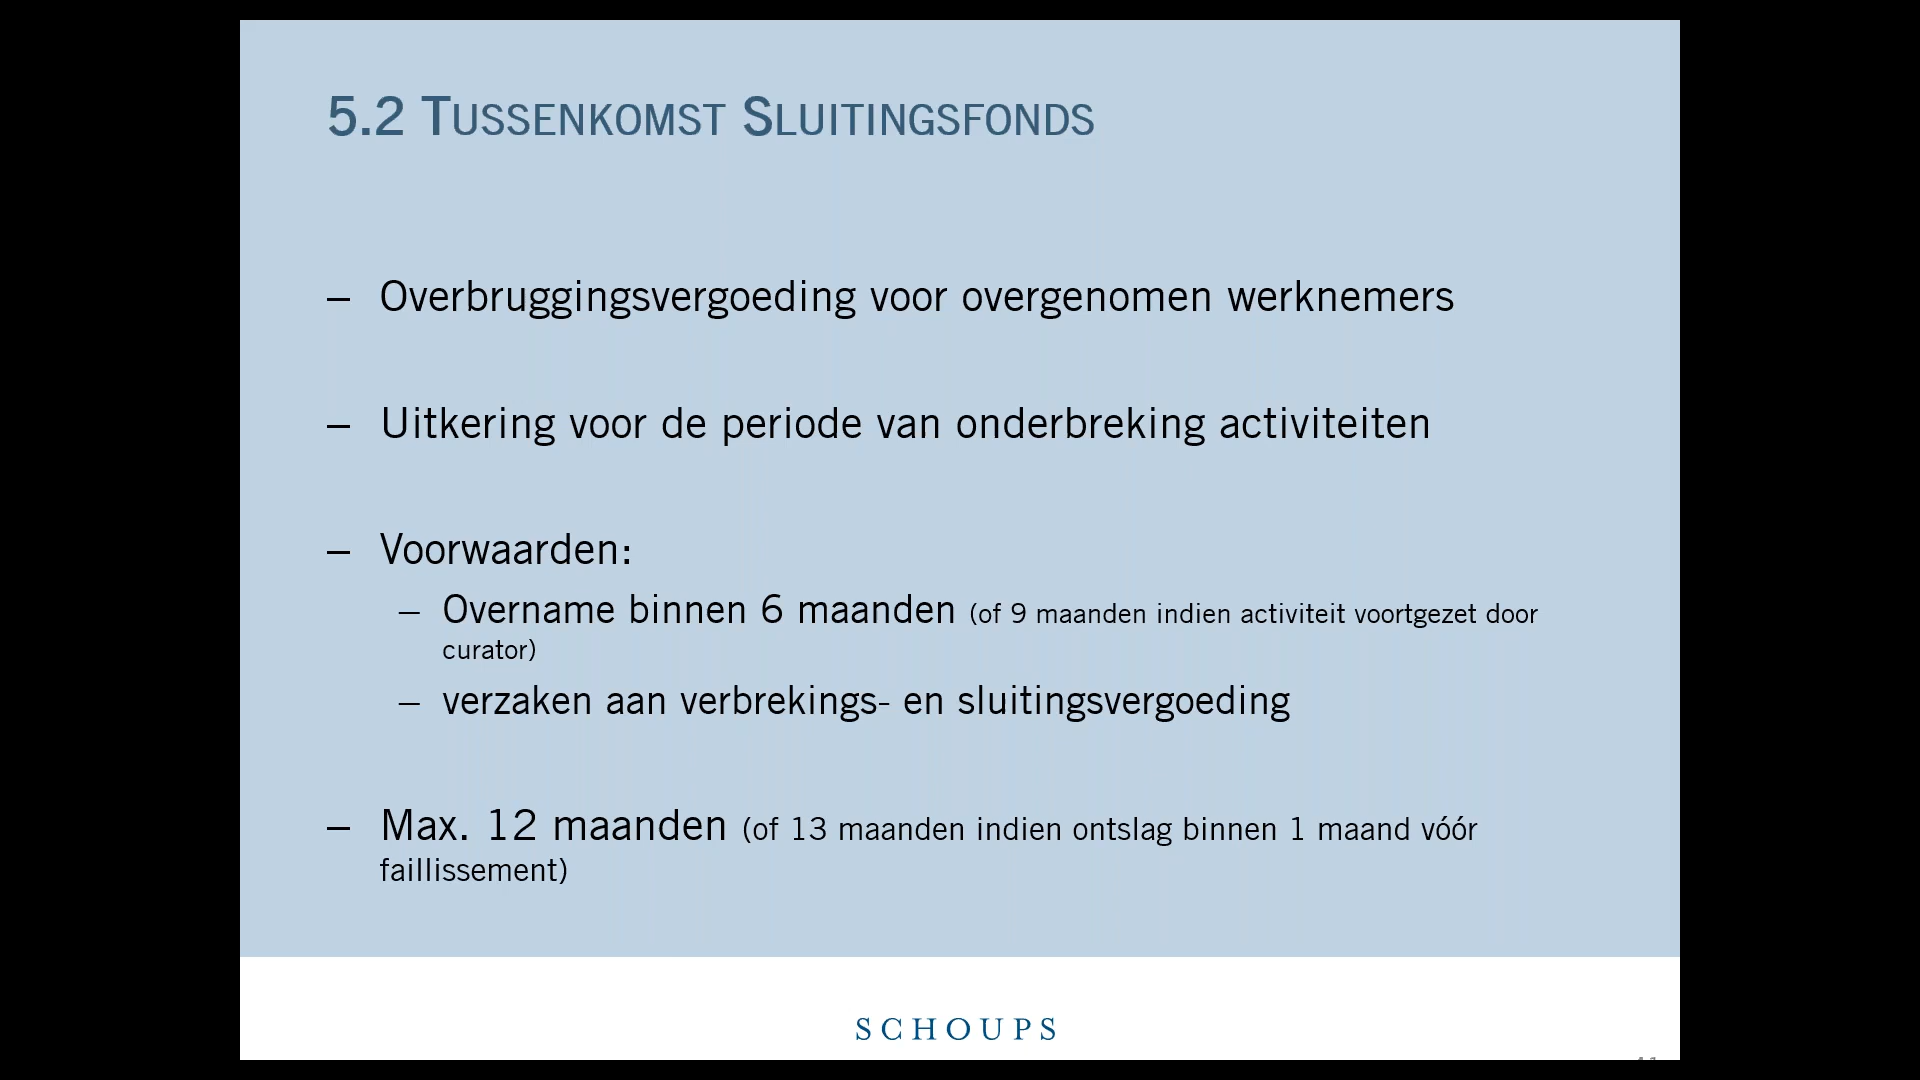 5.2 TUSSENKOMST SLUITINGSFONDS
– Overbruggingsvergoeding voor overgenomen werknemers
– Uitkering voor de periode van onderbreking activiteiten
– Voorwaarden:
– Overname binnen 6 maanden (of 9 maanden indien activiteit voortgezet door
curator)
– verzaken aan verbrekings- en sluitingsvergoeding
– Max. 12 maanden (of 13 maanden indien ontslag binnen 1 maand vóór
faillissement)
SCHOUPS